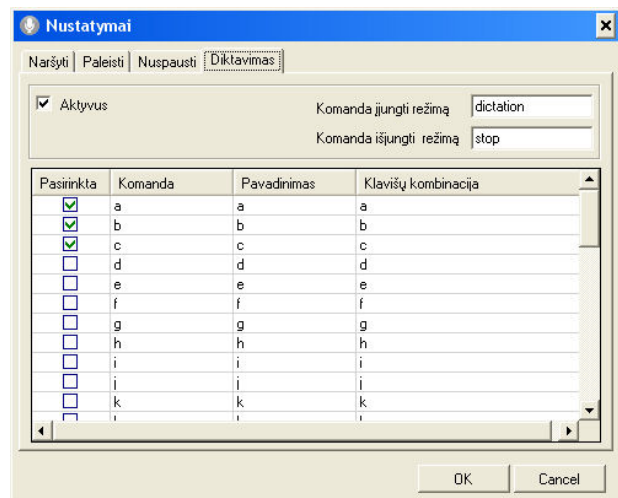 Nustatymai
Naršyti Paleisti Nuspausti Diktavimas
Aktyvus Komanda įjungti režimą dictation
Komanda išjungti režimą stop
Pasirinkta Komanda Pavadinimas Klavišų kombinacija
a a a
b b b
c c c
d d d
e e e
f f f
g g g
h h h
i i i
j j j
k k k
OK Cancel